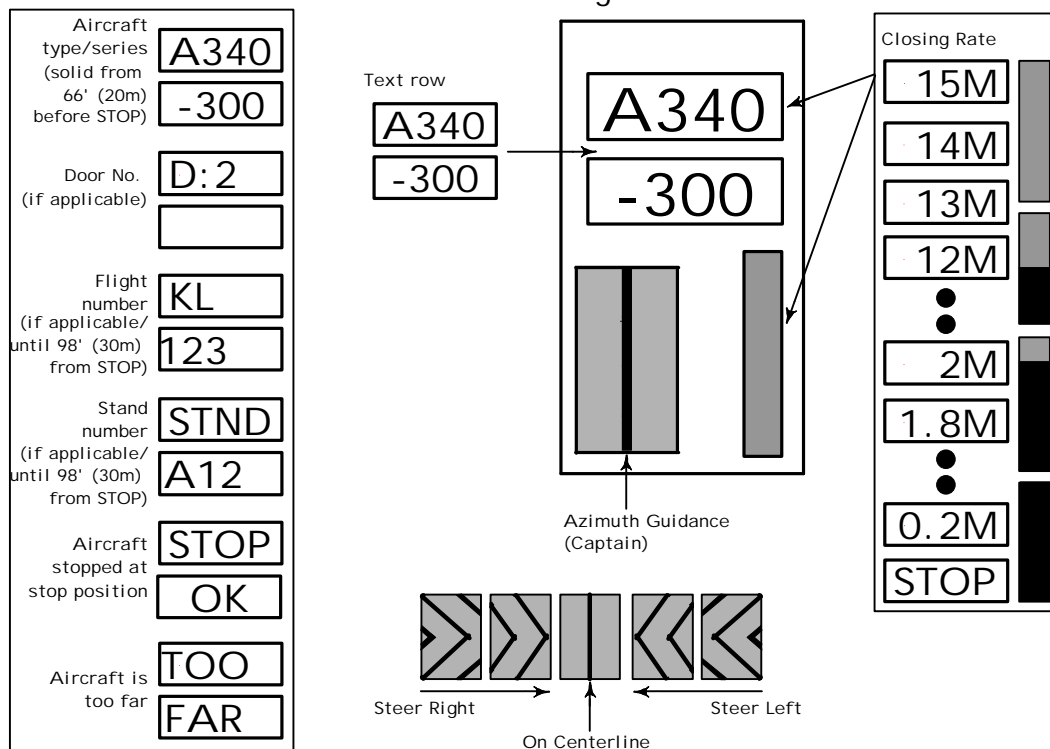 Aircraft
type/series
(solid from
66' (20m)
before STOP)
A340
-300
Door No.
(if applicable)
D:2
Flight
number
(if applicable/
until 98' (30m)
from STOP)
KL
123
Stand
number
(if applicable/
until 98' (30m)
from STOP)
STND
A12
Aircraft
stopped at
stop position
STOP
OK
Aircraft is
too far
TOO
FAR
Text row
A340
-300
A340
-300
Azimuth Guidance
(Captain)
Steer Right
Steer Left
On Centerline
Closing Rate
15M
14M
13M
12M
2M
1.8M
0.2M
STOP